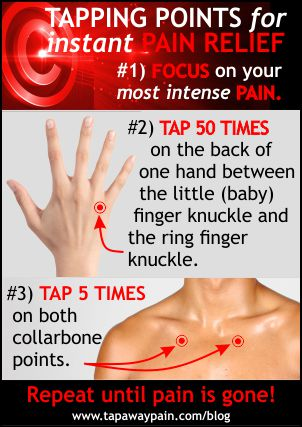 TAPPING POINTS for
instant PAIN RELIEF
#1) FOCUS on your
most intense PAIN.
#2) TAP 50 TIMES
on the back of
one hand between
the little (baby)
finger knuckle and
the ring finger
knuckle.
#3) TAP 5 TIMES
on both
collarbone
points.
Repeat until pain is gone!
www.tapawaypain.com/blog